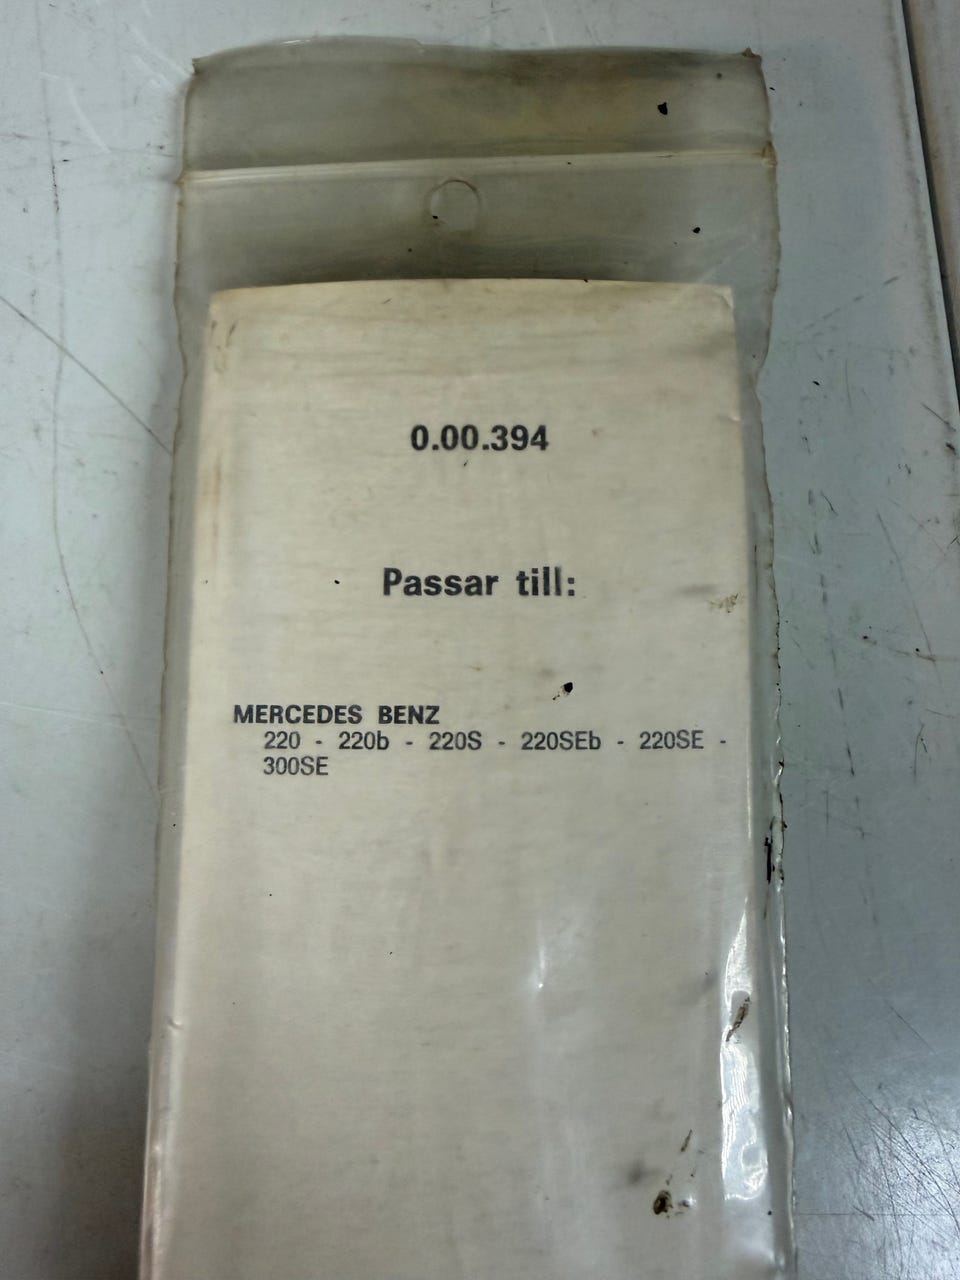 0.00.394
Passar till:
MERCEDES BENZ
220 - 220b - 220S - 220SEb - 220SE -
300SE